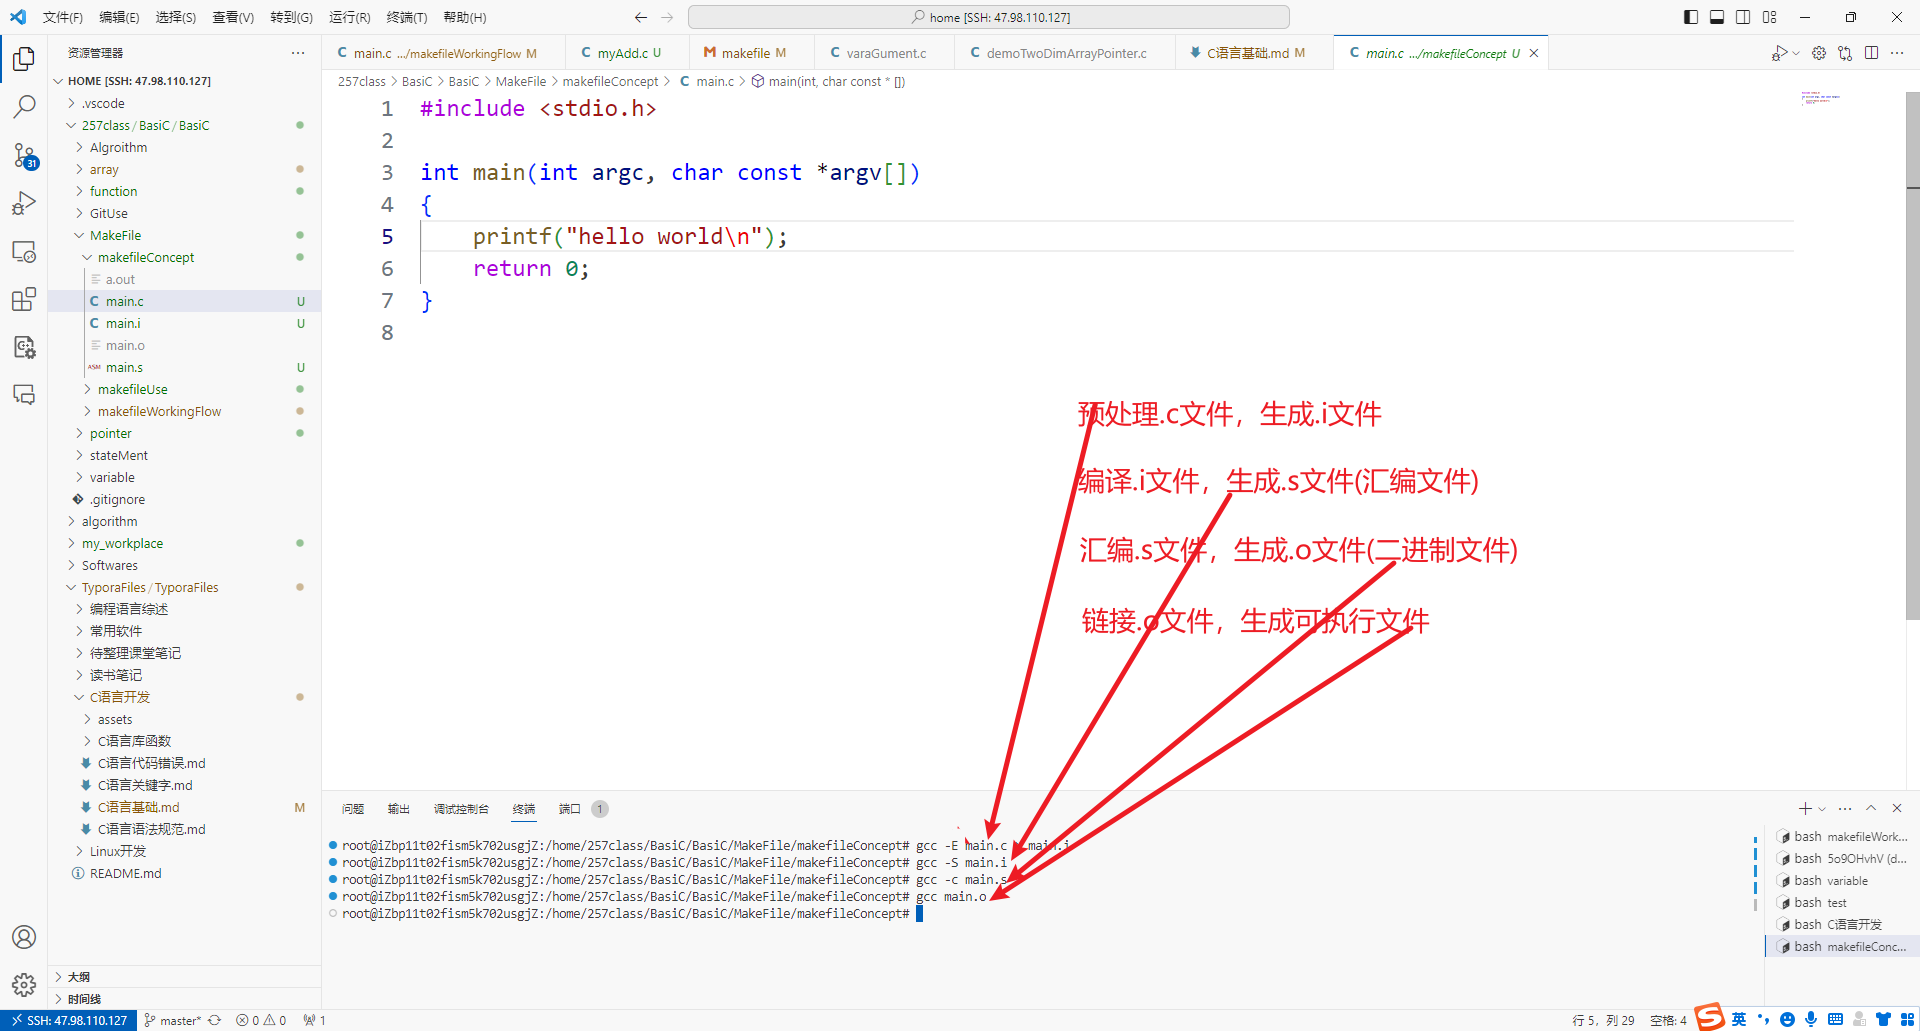 文件(F) 编辑(E) 选择(S) 查看(V) 转到(G) 运行(R) 终端(T) 帮助(H) home [SSH: 47.98.110.127]
资源管理器
main.c .../makefileWorkingFlow M myAdd.c U makefile M varaGument.c demoTwoDimArrayPointer.c C语言基础.md M main.c .../makefileConcept U
257class > BasiC > BasiC > MakeFile > makefileConcept > C main.c > main(int, char const * [])
HOME [SSH: 47.98.110.127]
.vscode
257class / BasiC / BasiC
Algroithm
array
function
GitUse
MakeFile
makefileConcept
a.out
main.c U
main.i U
main.o
main.s U
makefileUse
makefileWorkingFlow
pointer
stateMent
variable
.gitignore
algorithm
my_workplace
Softwares
TyporaFiles / TyporaFiles
编程语言综述
常用软件
待整理课堂笔记
读书笔记
C语言开发
assets
C语言库函数
C语言代码错误.md
C语言关键字.md
C语言基础.md M
C语言语法规范.md
Linux开发
README.md
大纲
时间线
31
1 #include <stdio.h>
2
3 int main(int argc, char const *argv[])
4 {
5 printf("hello world\n");
6 return 0;
7 }
8
预处理.c文件，生成.i文件
编译.i文件，生成.s文件(汇编文件)
汇编.s文件，生成.o文件(二进制文件)
链接.o文件，生成可执行文件
问题 输出 调试控制台 终端 端口 1
root@iZbp11t02fism5k702usgjZ:/home/257class/BasiC/BasiC/MakeFile/makefileConcept# gcc -E main.c main.i
root@iZbp11t02fism5k702usgjZ:/home/257class/BasiC/BasiC/MakeFile/makefileConcept# gcc -S main.i
root@iZbp11t02fism5k702usgjZ:/home/257class/BasiC/BasiC/MakeFile/makefileConcept# gcc -c main.s
root@iZbp11t02fism5k702usgjZ:/home/257class/BasiC/BasiC/MakeFile/makefileConcept# gcc main.o
root@iZbp11t02fism5k702usgjZ:/home/257class/BasiC/BasiC/MakeFile/makefileConcept#
bash makefileWork...
bash 5o9OHvhV (d...
bash variable
bash test
bash C语言开发
bash makefileConc...
SSH: 47.98.110.127 master* 0 0 1 行 5，列 29 空格: 4 英